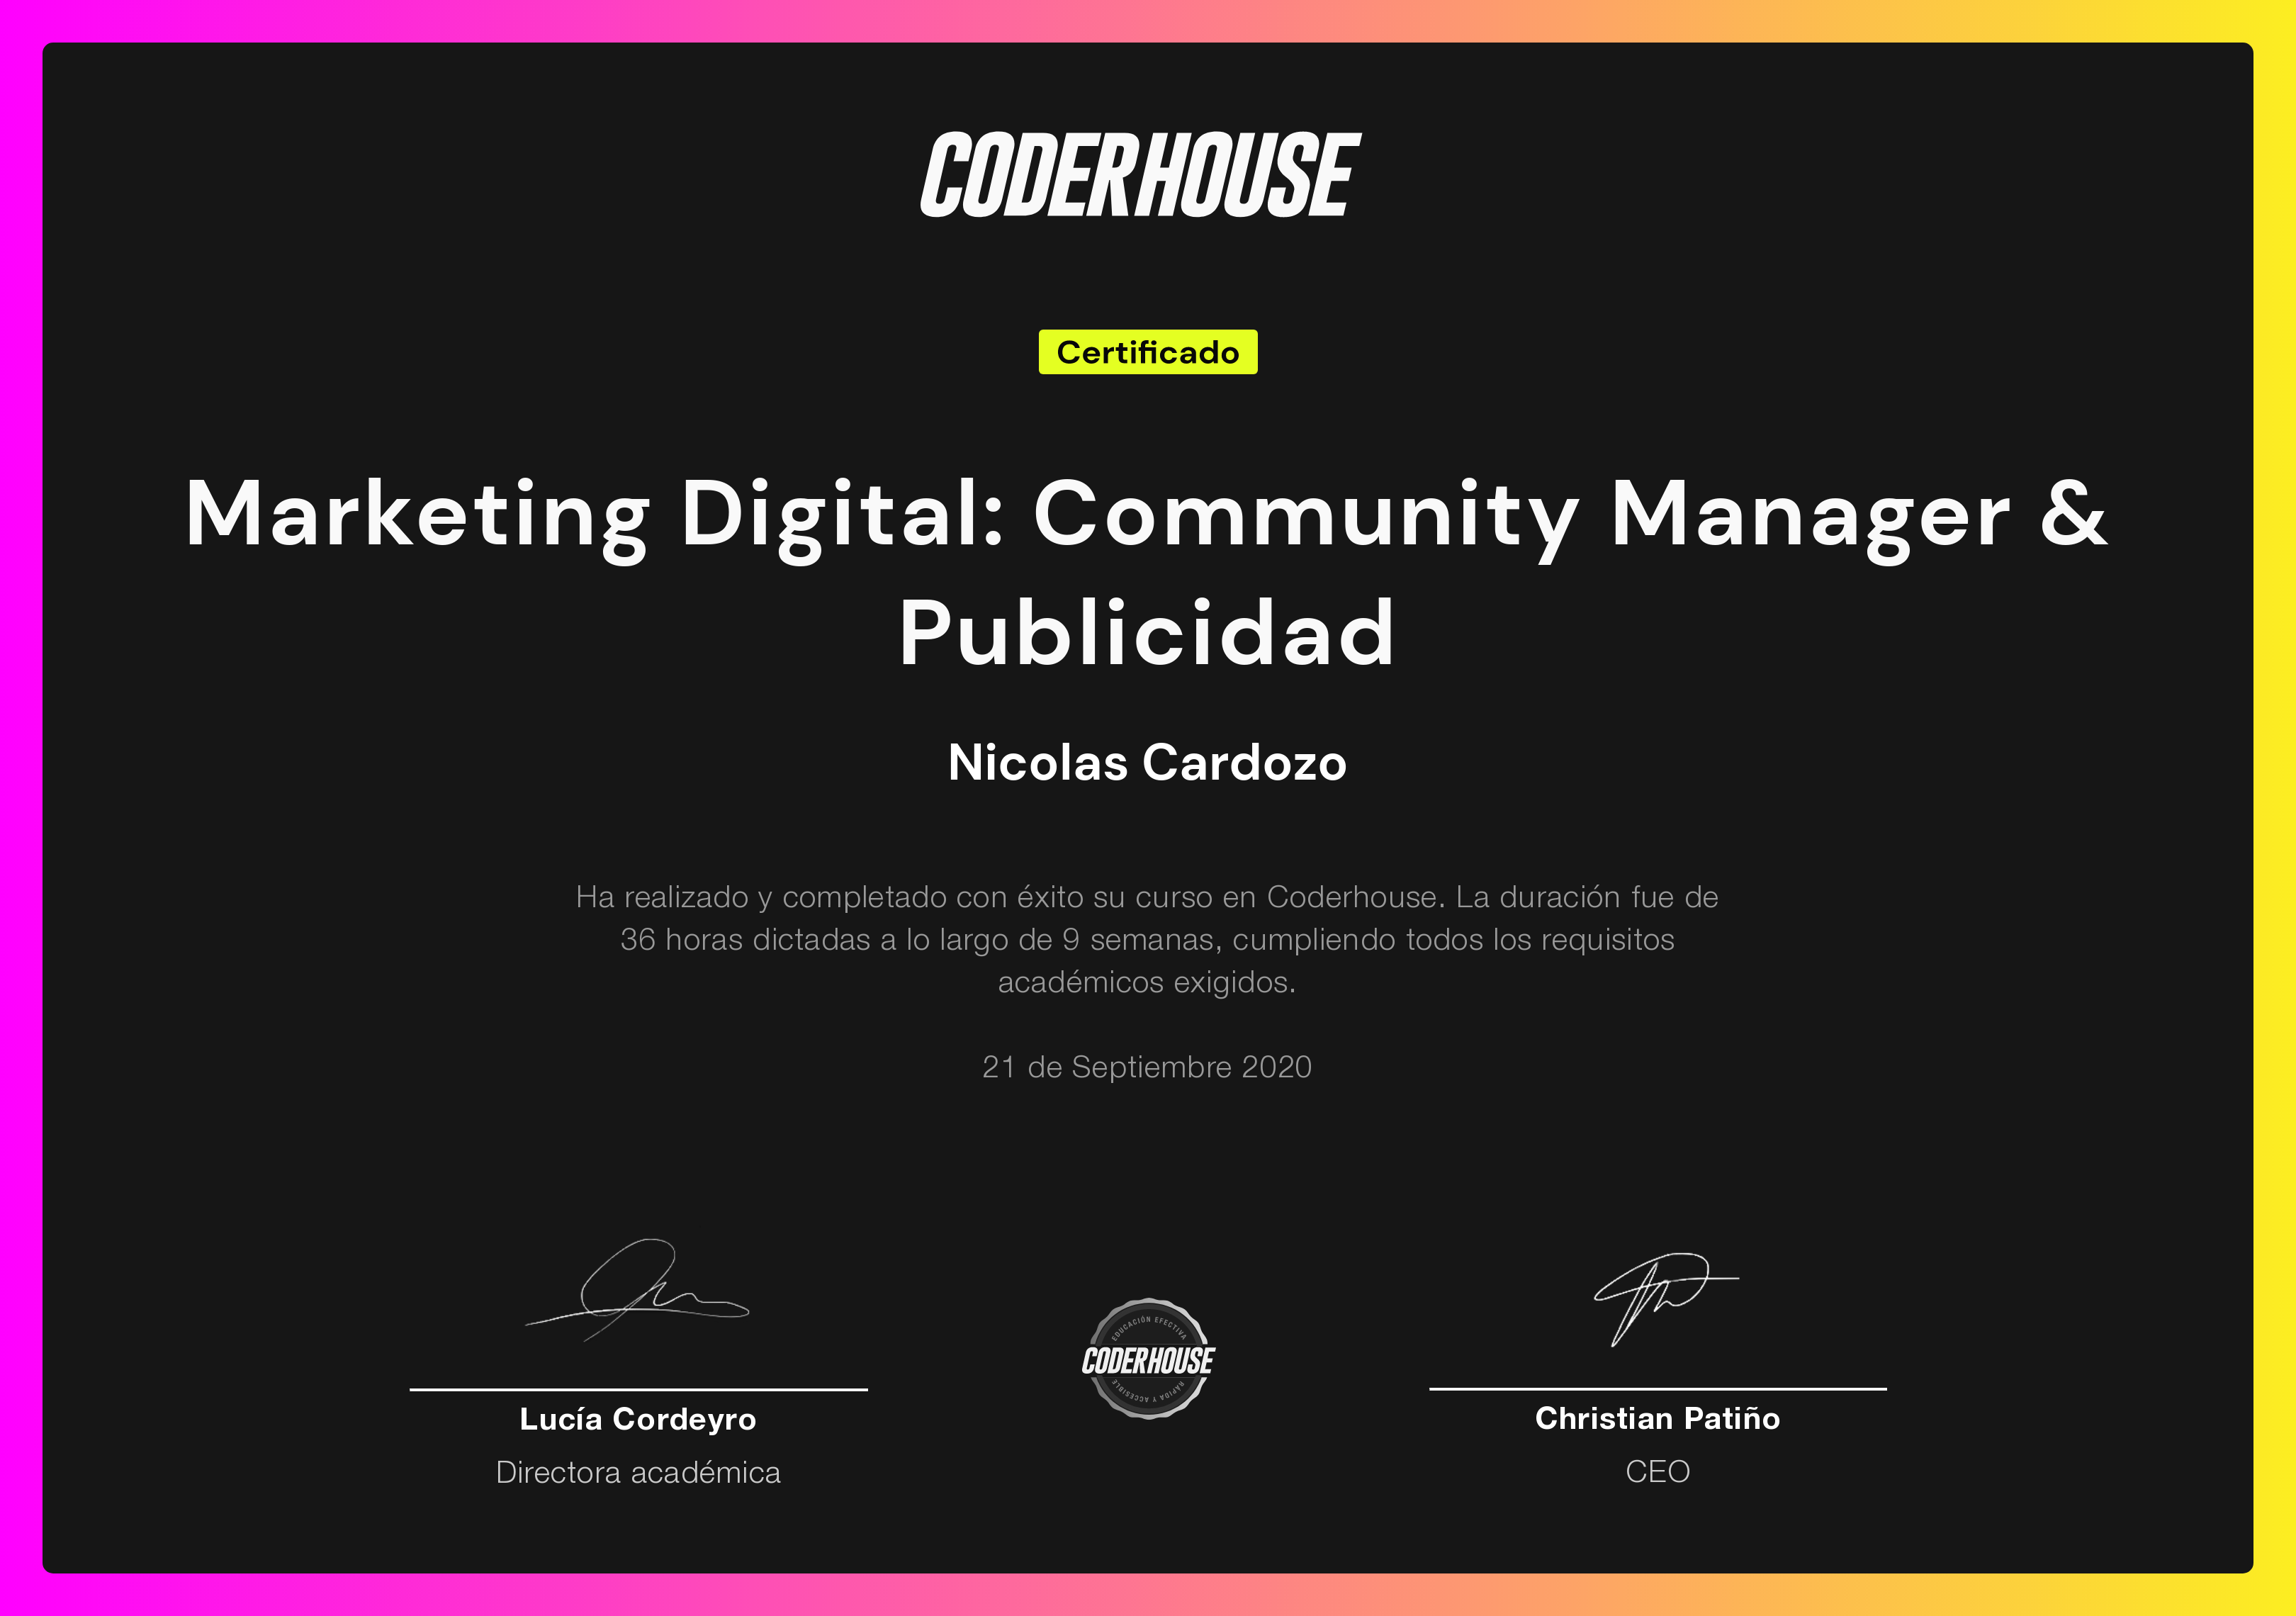 CODERHOUSE
Certificado
Marketing Digital: Community Manager &
Publicidad
Nicolas Cardozo
Ha realizado y completado con éxito su curso en Coderhouse. La duración fue de
36 horas dictadas a lo largo de 9 semanas, cumpliendo todos los requisitos
académicos exigidos.
21 de Septiembre 2020
EDUCACIÓN EFECTIVA
CODERHOUSE
RÁPIDA Y ACCESIBLE
Lucía Cordeyro
Directora académica
Christian Patiño
CEO